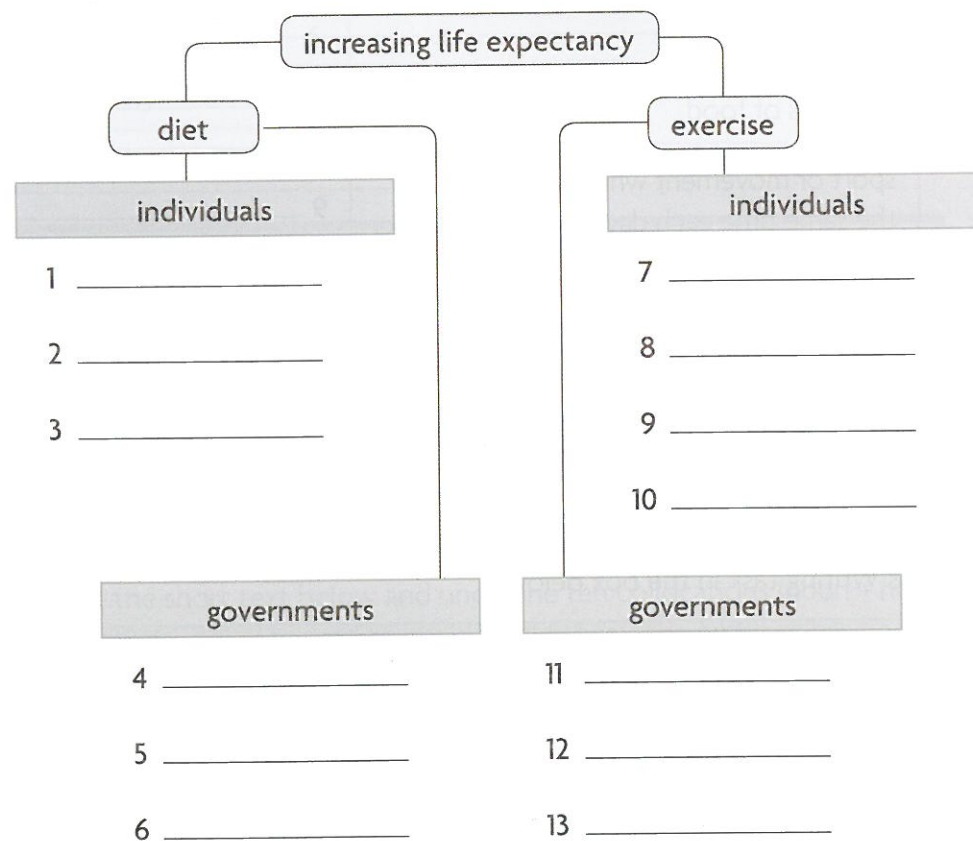 increasing life expectancy
diet
exercise
individuals
individuals
1
2
3
7
8
9
10
governments
governments
4
5
6
11
12
13